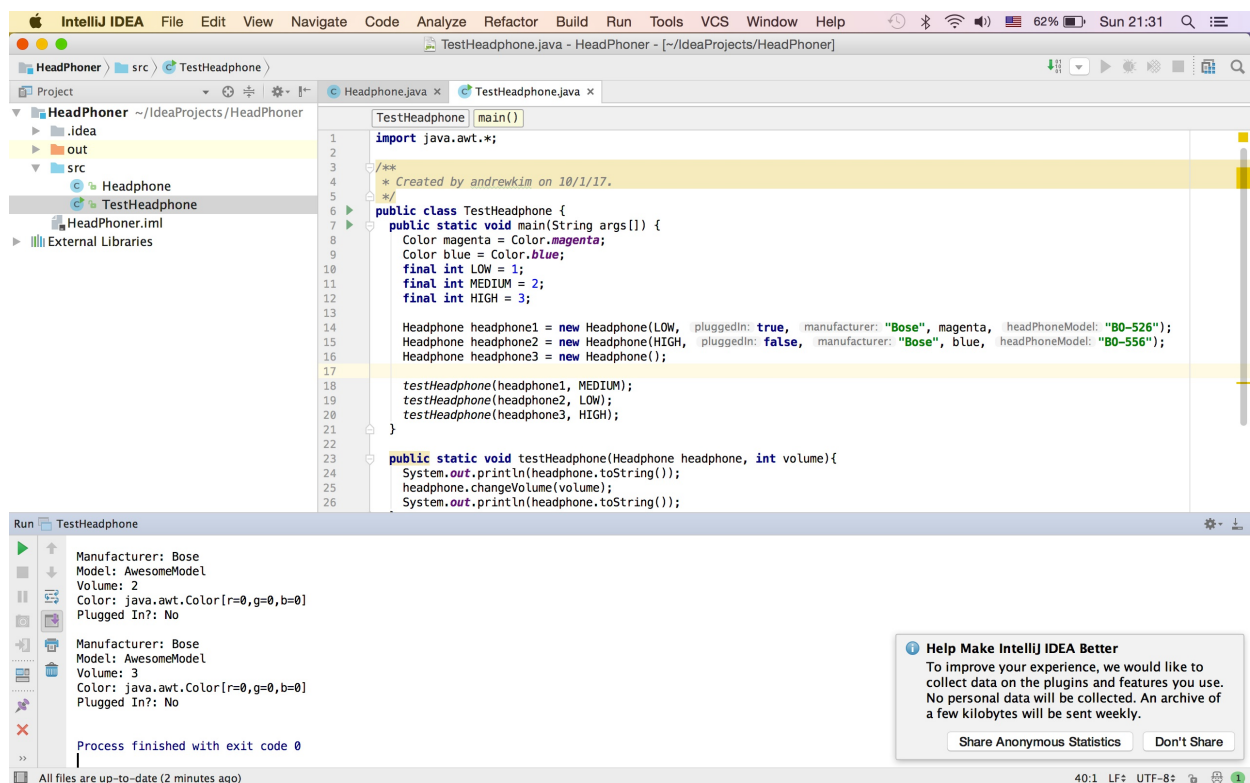 IntelliJ IDEA File Edit View Navigate Code Analyze Refactor Build Run Tools VCS Window Help 62% Sun 21:31
TestHeadphone.java - HeadPhoner - [~/IdeaProjects/HeadPhoner]
HeadPhoner src TestHeadphone
Project
Headphone.java × TestHeadphone.java ×
HeadPhoner ~/IdeaProjects/HeadPhoner
.idea
out
src
Headphone
TestHeadphone
HeadPhoner.iml
External Libraries
TestHeadphone main()
1 import java.awt.*;
2
3 /**
4 * Created by andrewkim on 10/1/17.
5 */
6 public class TestHeadphone {
7 public static void main(String args[]) {
8 Color magenta = Color.magenta;
9 Color blue = Color.blue;
10 final int LOW = 1;
11 final int MEDIUM = 2;
12 final int HIGH = 3;
13
14 Headphone headphone1 = new Headphone(LOW, pluggedIn: true, manufacturer: "Bose", magenta, headPhoneModel: "BO-526");
15 Headphone headphone2 = new Headphone(HIGH, pluggedIn: false, manufacturer: "Bose", blue, headPhoneModel: "BO-556");
16 Headphone headphone3 = new Headphone();
17
18 testHeadphone(headphone1, MEDIUM);
19 testHeadphone(headphone2, LOW);
20 testHeadphone(headphone3, HIGH);
21 }
22
23 public static void testHeadphone(Headphone headphone, int volume){
24 System.out.println(headphone.toString());
25 headphone.changeVolume(volume);
26 System.out.println(headphone.toString());
Run TestHeadphone
Manufacturer: Bose
Model: AwesomeModel
Volume: 2
Color: java.awt.Color[r=0,g=0,b=0]
Plugged In?: No
Manufacturer: Bose
Model: AwesomeModel
Volume: 3
Color: java.awt.Color[r=0,g=0,b=0]
Plugged In?: No
Process finished with exit code 0
Help Make IntelliJ IDEA Better
To improve your experience, we would like to
collect data on the plugins and features you use.
No personal data will be collected. An archive of
a few kilobytes will be sent weekly.
Share Anonymous Statistics Don't Share
All files are up-to-date (2 minutes ago) 40:1 LF UTF-8 1